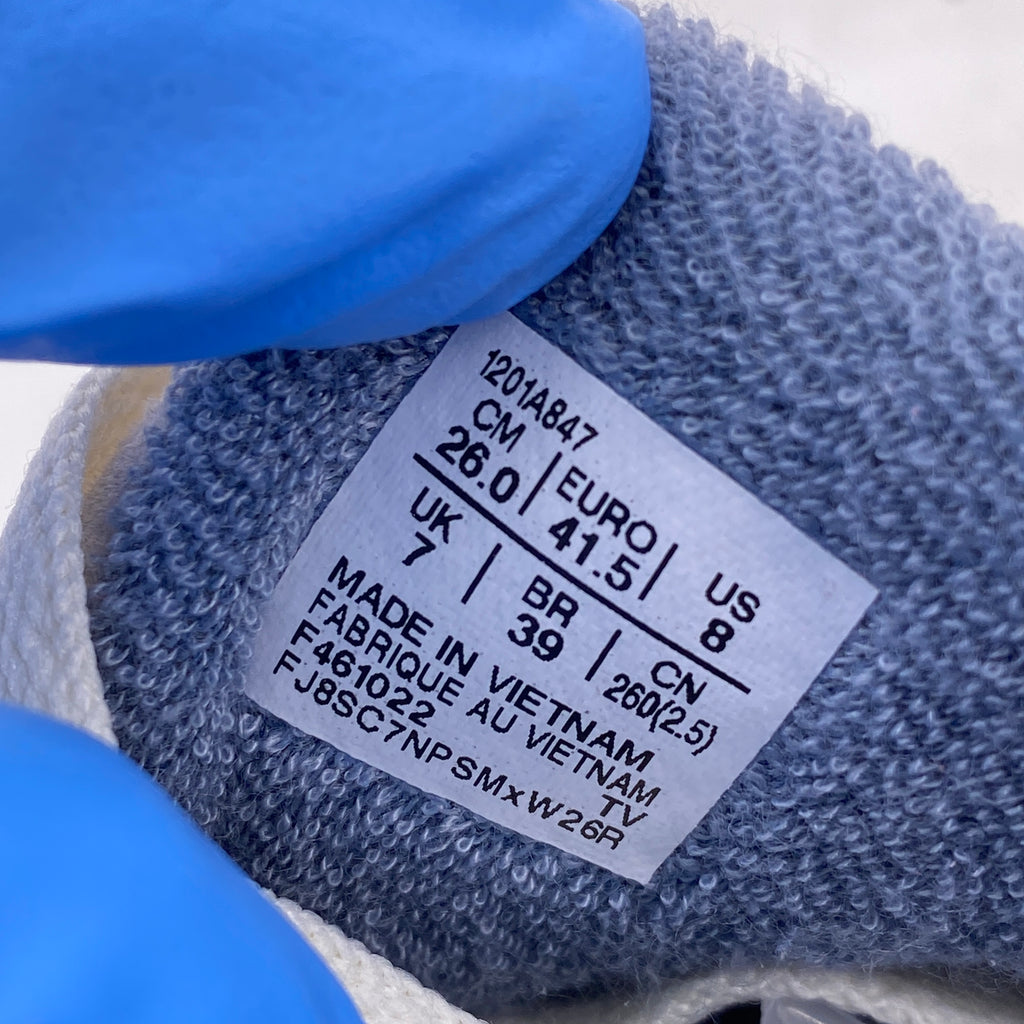 1201A847
CM | EURO | US
26.0 | 41.5 | 8
UK | BR | CN
7 | 39 | 260(2.5)
MADE IN VIETNAM
FABRIQUE AU VIETNAM
F461022 TV
FJ8SC7NPSMxW26R